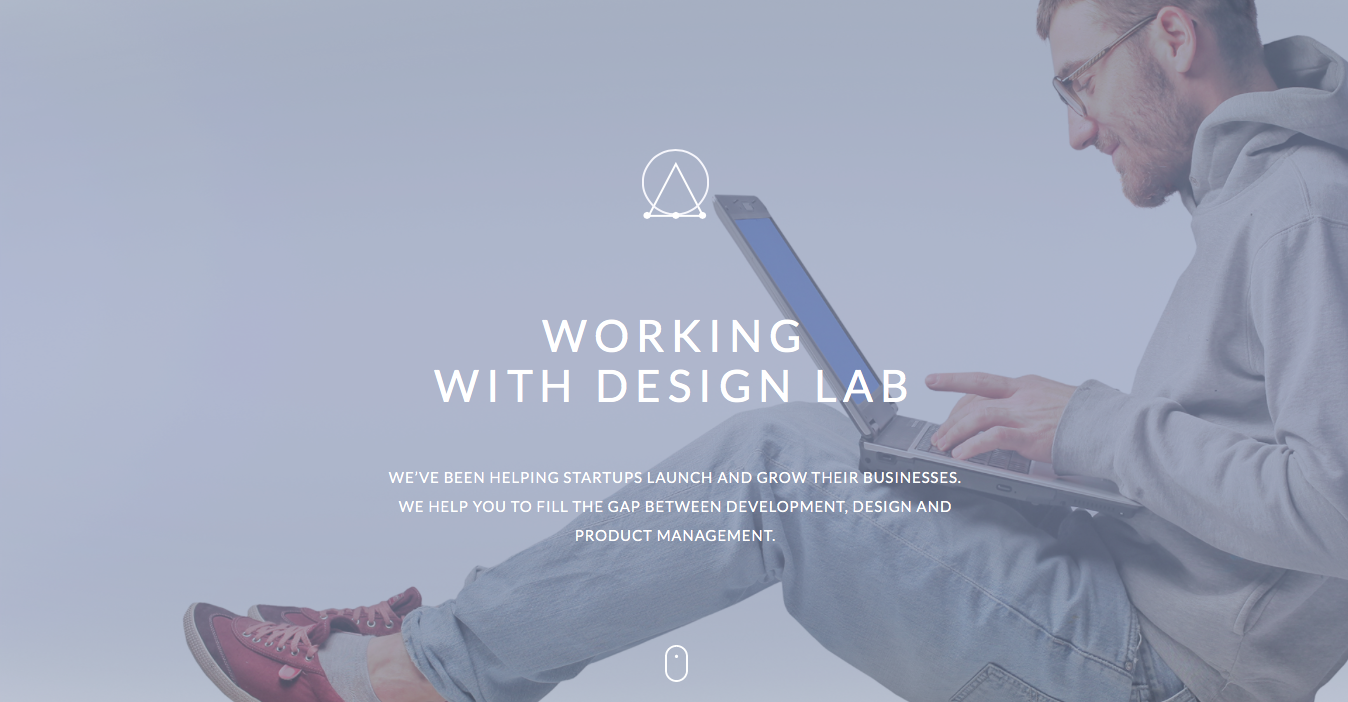 WORKING
WITH DESIGN LAB
WE'VE BEEN HELPING STARTUPS LAUNCH AND GROW THEIR BUSINESSES.
WE HELP YOU TO FILL THE GAP BETWEEN DEVELOPMENT, DESIGN AND
PRODUCT MANAGEMENT.